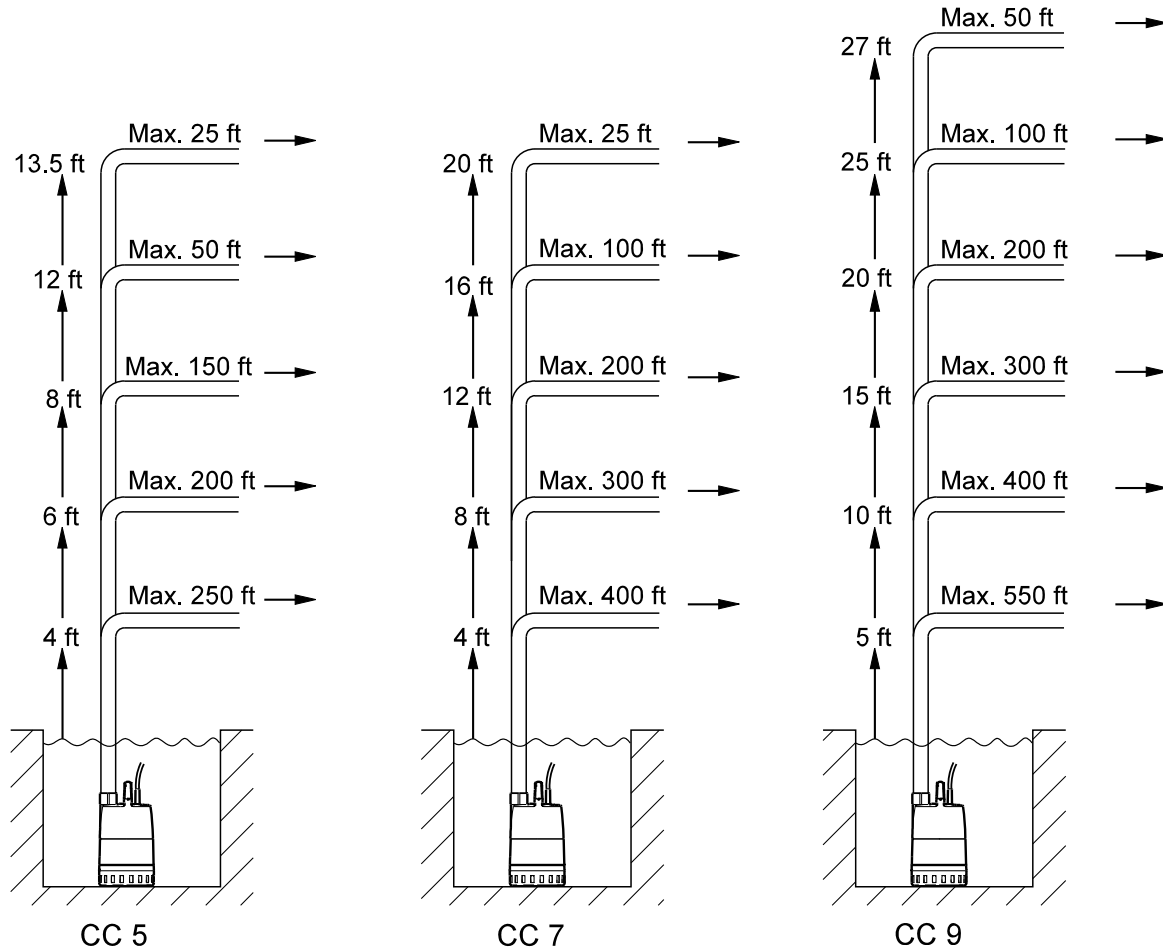 Max. 25 ft
13.5 ft
Max. 50 ft
12 ft
Max. 150 ft
8 ft
Max. 200 ft
6 ft
Max. 250 ft
4 ft
CC 5
Max. 25 ft
20 ft
Max. 100 ft
16 ft
Max. 200 ft
12 ft
Max. 300 ft
8 ft
Max. 400 ft
4 ft
CC 7
Max. 50 ft
27 ft
Max. 100 ft
25 ft
Max. 200 ft
20 ft
Max. 300 ft
15 ft
Max. 400 ft
10 ft
Max. 550 ft
5 ft
CC 9